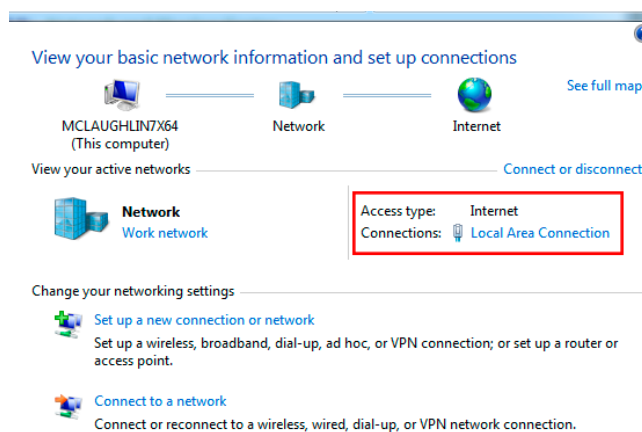 View your basic network information and set up connections
See full map
MCLAUGHLIN7X64
(This computer)
Network
Internet
View your active networks
Connect or disconnect
Network
Work network
Access type: Internet
Connections: Local Area Connection
Change your networking settings
Set up a new connection or network
Set up a wireless, broadband, dial-up, ad hoc, or VPN connection; or set up a router or
access point.
Connect to a network
Connect or reconnect to a wireless, wired, dial-up, or VPN network connection.